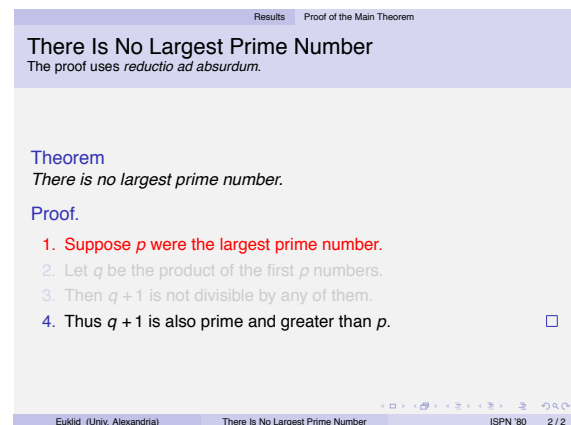 Results Proof of the Main Theorem
There Is No Largest Prime Number
The proof uses reductio ad absurdum.
Theorem
There is no largest prime number.
Proof.
1. Suppose p were the largest prime number.
2. Let q be the product of the first p numbers.
3. Then q + 1 is not divisible by any of them.
4. Thus q + 1 is also prime and greater than p.
Euklid (Univ. Alexandria) There Is No Largest Prime Number ISPN '80 2 / 2